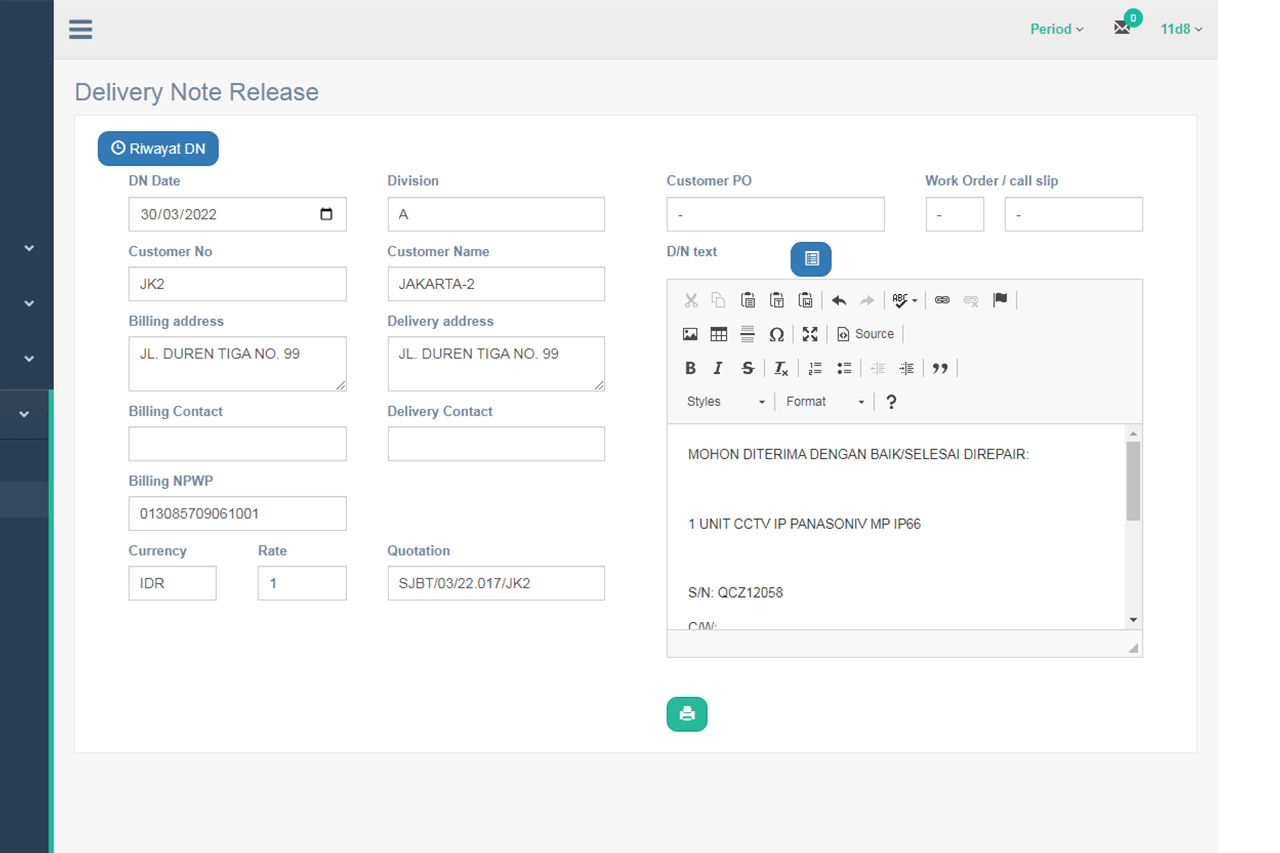 Period
0
11d8
Delivery Note Release
Riwayat DN
DN Date
Division
Customer PO
Work Order / call slip
30/03/2022
A
-
-
-
Customer No
Customer Name
D/N text
JK2
JAKARTA-2
Billing address
Delivery address
JL. DUREN TIGA NO. 99
JL. DUREN TIGA NO. 99
Billing Contact
Delivery Contact
Billing NPWP
013085709061001
Currency
Rate
Quotation
IDR
1
SJBT/03/22.017/JK2
ABC
Ω
Source
B I S Tx
Styles
Format
?
MOHON DITERIMA DENGAN BAIK/SELESAI DIREPAIR:
1 UNIT CCTV IP PANASONIV MP IP66
S/N: QCZ12058
C/W: